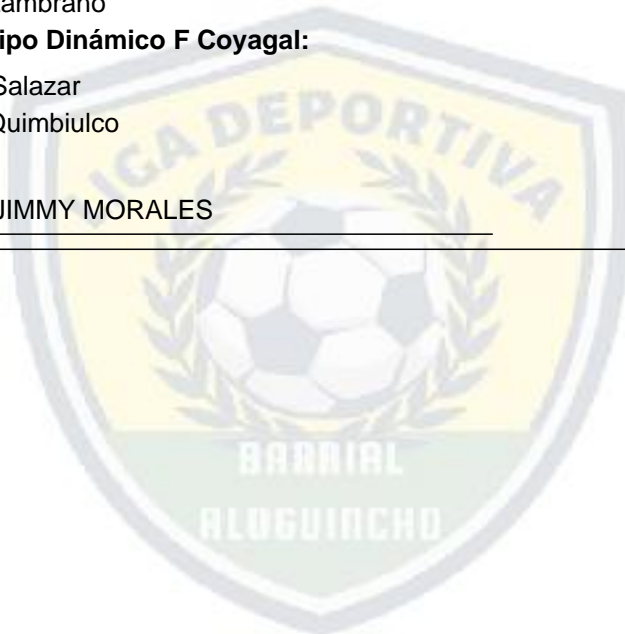 ambrano
ipo Dinámico F Coyagal:
Salazar
Quimbiulco
JIMMY MORALES
LIGA DEPORTIVA
BARRIAL
ALUGUINCHO